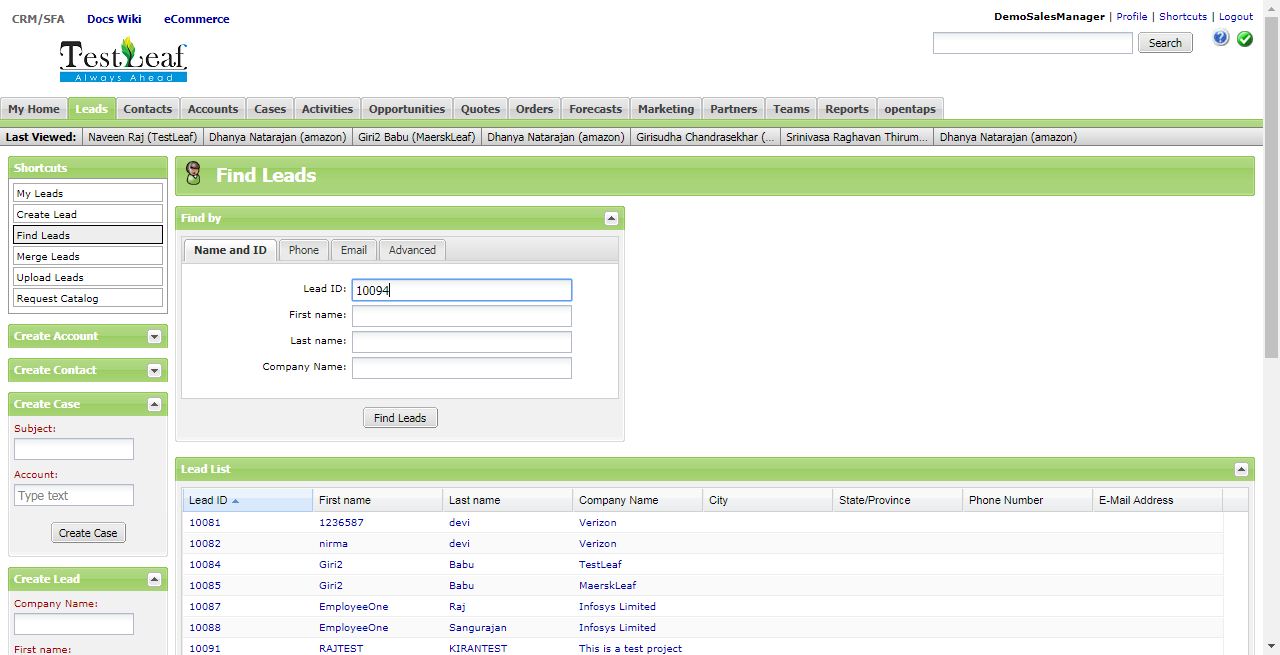 CRM/SFA Docs Wiki eCommerce
DemoSalesManager | Profile | Shortcuts | Logout
TestLeaf
Always Ahead
Search
My Home Leads Contacts Accounts Cases Activities Opportunities Quotes Orders Forecasts Marketing Partners Teams Reports opentaps
Last Viewed: Naveen Raj (TestLeaf) Dhanya Natarajan (amazon) Giri2 Babu (MaerskLeaf) Dhanya Natarajan (amazon) Girisudha Chandrasekhar (... Srinivasa Raghavan Thirum... Dhanya Natarajan (amazon)
Shortcuts
My Leads
Create Lead
Find Leads
Merge Leads
Upload Leads
Request Catalog
Create Account
Create Contact
Create Case
Subject:
Account:
Type text
Create Case
Create Lead
Company Name:
First name:
Find Leads
Find by
Name and ID Phone Email Advanced
Lead ID: 10094
First name:
Last name:
Company Name:
Find Leads
Lead List
Lead ID First name Last name Company Name City State/Province Phone Number E-Mail Address
10081 1236587 devi Verizon
10082 nirma devi Verizon
10084 Giri2 Babu TestLeaf
10085 Giri2 Babu MaerskLeaf
10087 EmployeeOne Raj Infosys Limited
10088 EmployeeOne Sangurajan Infosys Limited
10091 RAJTEST KIRANTEST This is a test project